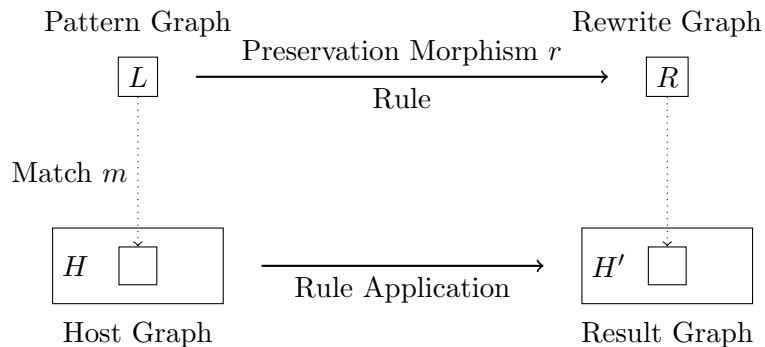 Pattern Graph
Rewrite Graph
Preservation Morphism r
L
R
Rule
Match m
H
H′
Rule Application
Host Graph
Result Graph